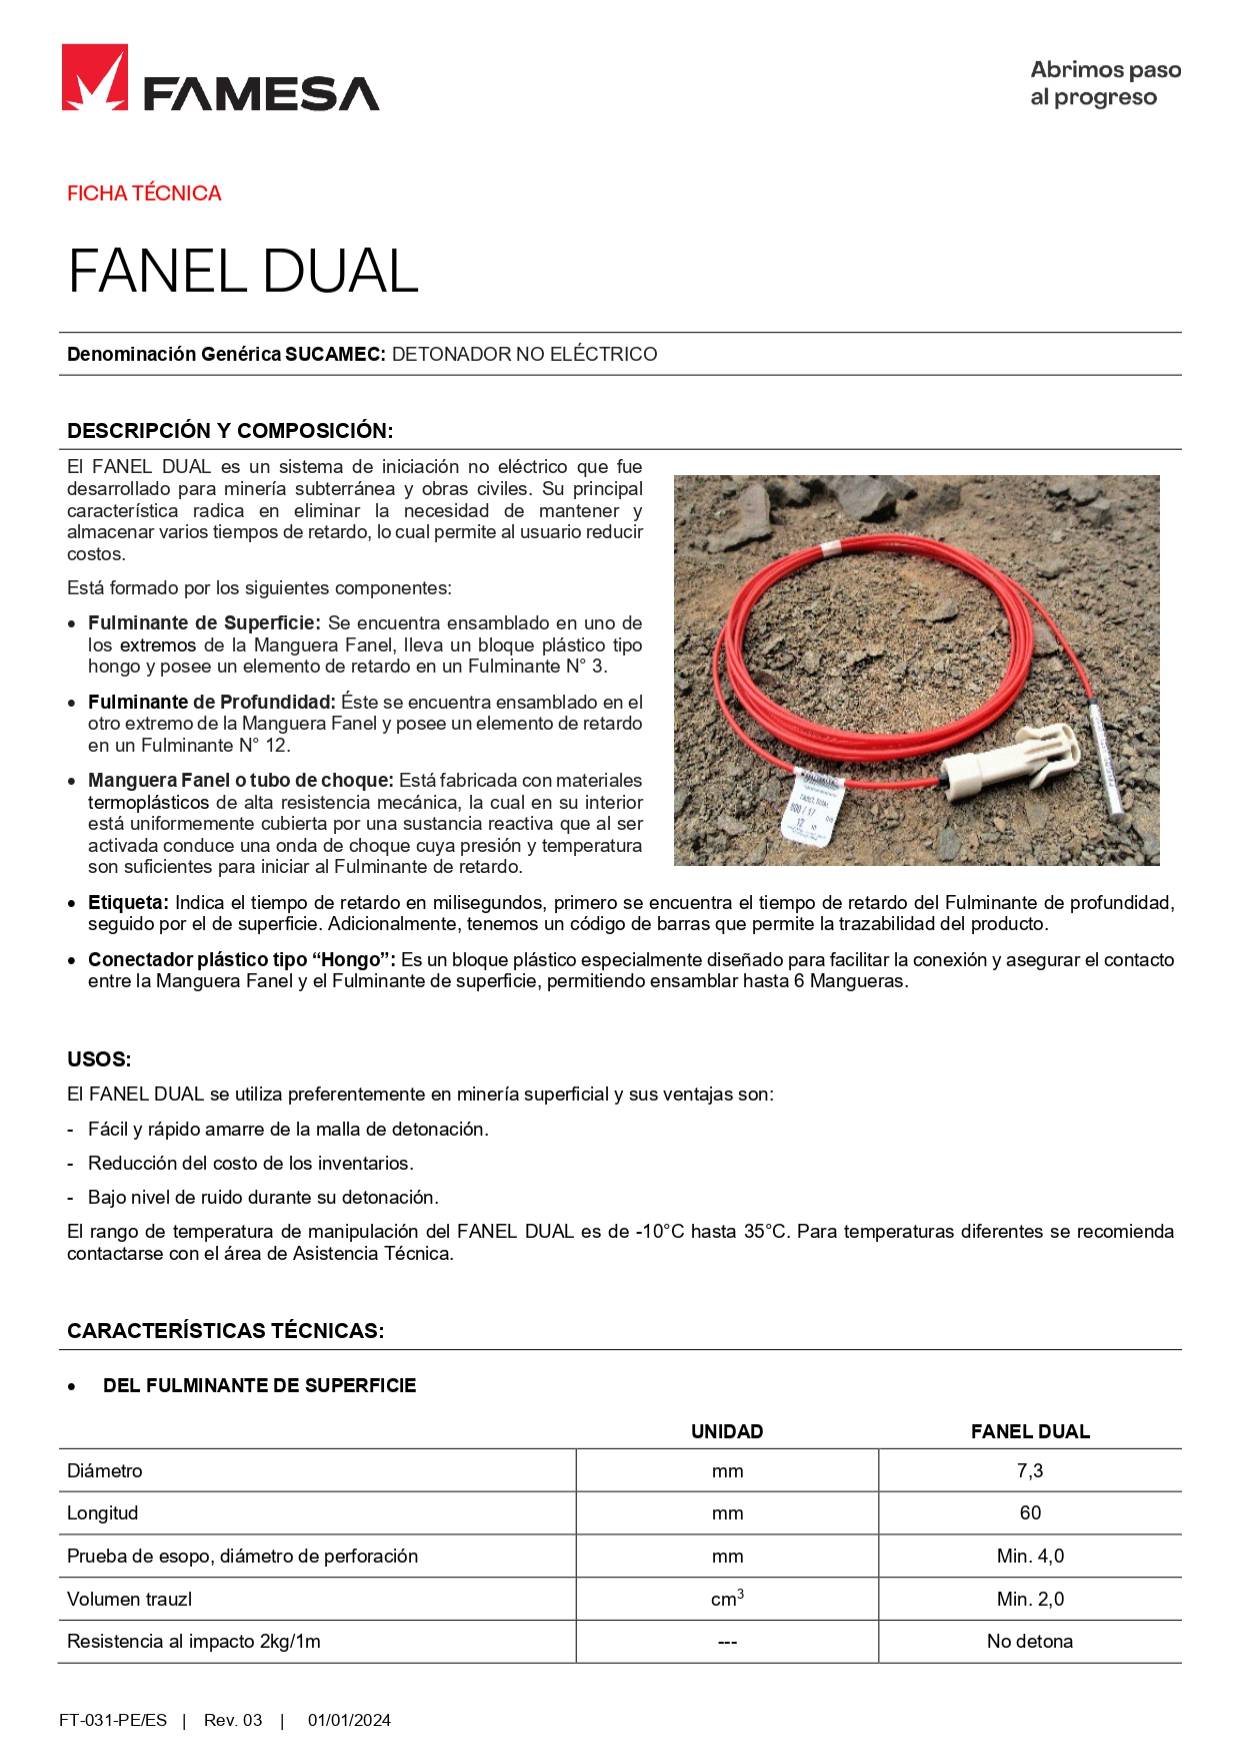 FAMESA
Abrimos paso
al progreso
FICHA TÉCNICA
FANEL DUAL
Denominación Genérica SUCAMEC: DETONADOR NO ELÉCTRICO
DESCRIPCIÓN Y COMPOSICIÓN:
El FANEL DUAL es un sistema de iniciación no eléctrico que fue
desarrollado para minería subterránea y obras civiles. Su principal
característica radica en eliminar la necesidad de mantener y
almacenar varios tiempos de retardo, lo cual permite al usuario reducir
costos.
Está formado por los siguientes componentes:
• Fulminante de Superficie: Se encuentra ensamblado en uno de
los extremos de la Manguera Fanel, lleva un bloque plástico tipo
hongo y posee un elemento de retardo en un Fulminante N° 3.
• Fulminante de Profundidad: Éste se encuentra ensamblado en el
otro extremo de la Manguera Fanel y posee un elemento de retardo
en un Fulminante N° 12.
• Manguera Fanel o tubo de choque: Está fabricada con materiales
termoplásticos de alta resistencia mecánica, la cual en su interior
está uniformemente cubierta por una sustancia reactiva que al ser
activada conduce una onda de choque cuya presión y temperatura
son suficientes para iniciar al Fulminante de retardo.
FANEL DUAL
800 / 17
12
• Etiqueta: Indica el tiempo de retardo en milisegundos, primero se encuentra el tiempo de retardo del Fulminante de profundidad,
seguido por el de superficie. Adicionalmente, tenemos un código de barras que permite la trazabilidad del producto.
• Conectador plástico tipo “Hongo”: Es un bloque plástico especialmente diseñado para facilitar la conexión y asegurar el contacto
entre la Manguera Fanel y el Fulminante de superficie, permitiendo ensamblar hasta 6 Mangueras.
USOS:
El FANEL DUAL se utiliza preferentemente en minería superficial y sus ventajas son:
- Fácil y rápido amarre de la malla de detonación.
- Reducción del costo de los inventarios.
- Bajo nivel de ruido durante su detonación.
El rango de temperatura de manipulación del FANEL DUAL es de -10°C hasta 35°C. Para temperaturas diferentes se recomienda
contactarse con el área de Asistencia Técnica.
CARACTERÍSTICAS TÉCNICAS:
• DEL FULMINANTE DE SUPERFICIE
UNIDAD FANEL DUAL
Diámetro mm 7,3
Longitud mm 60
Prueba de esopo, diámetro de perforación mm Min. 4,0
Volumen trauzl cm³ Min. 2,0
Resistencia al impacto 2kg/1m --- No detona
FT-031-PE/ES | Rev. 03 | 01/01/2024